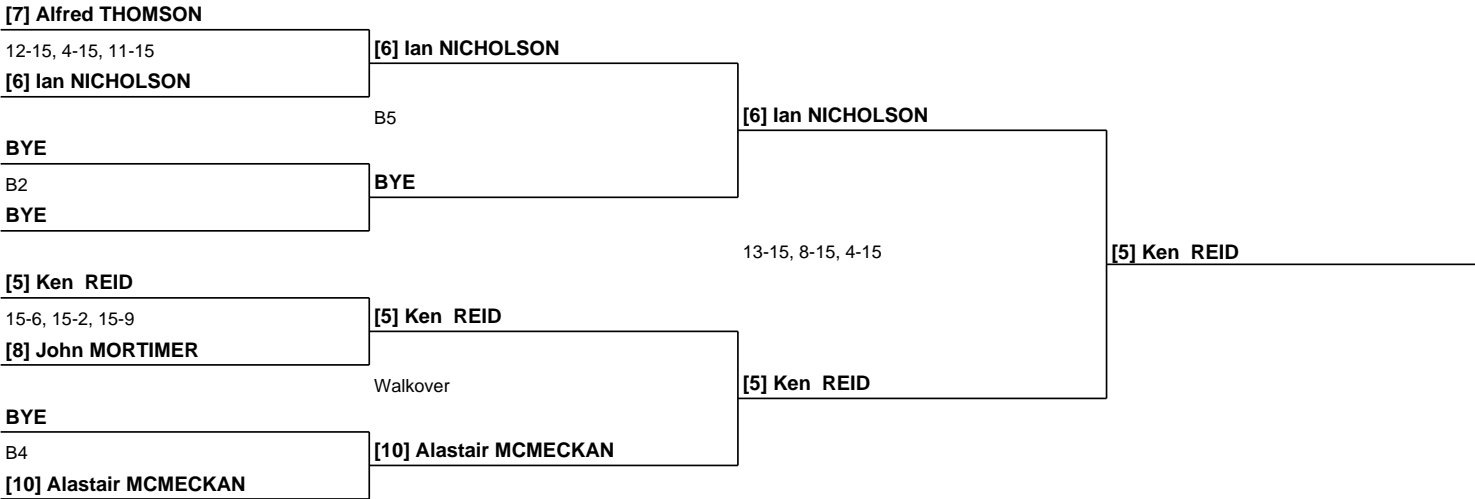 [7] Alfred THOMSON
12-15, 4-15, 11-15
[6] Ian NICHOLSON
BYE
B2
BYE
[5] Ken  REID
15-6, 15-2, 15-9
[8] John MORTIMER
BYE
B4
[10] Alastair MCMECKAN
[6] Ian NICHOLSON
B5
BYE
[5] Ken  REID
Walkover
[10] Alastair MCMECKAN
[6] Ian NICHOLSON
13-15, 8-15, 4-15
[5] Ken  REID
[5] Ken  REID